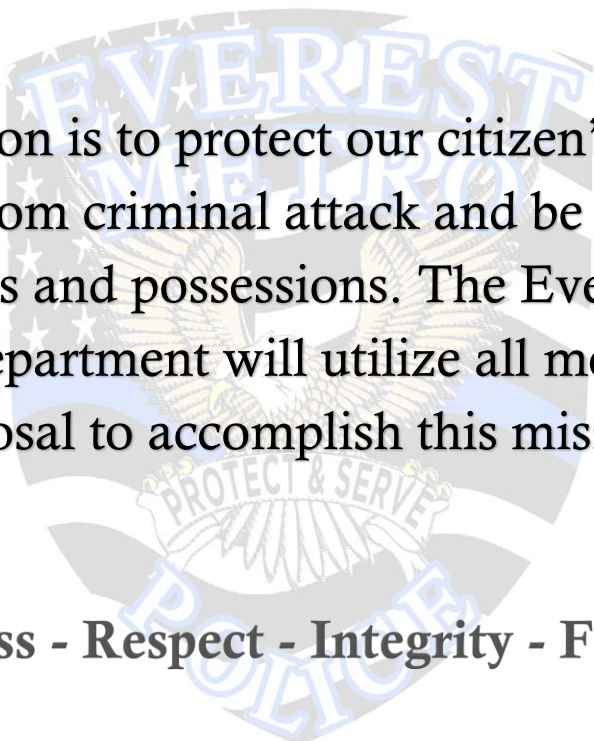 EVEREST
METRO
on is to protect our citizen’
om criminal attack and be
s and possessions. The Eve
epartment will utilize all m
osal to accomplish this mis
PROTECT & SERVE
ss - Respect - Integrity - F
POLICE